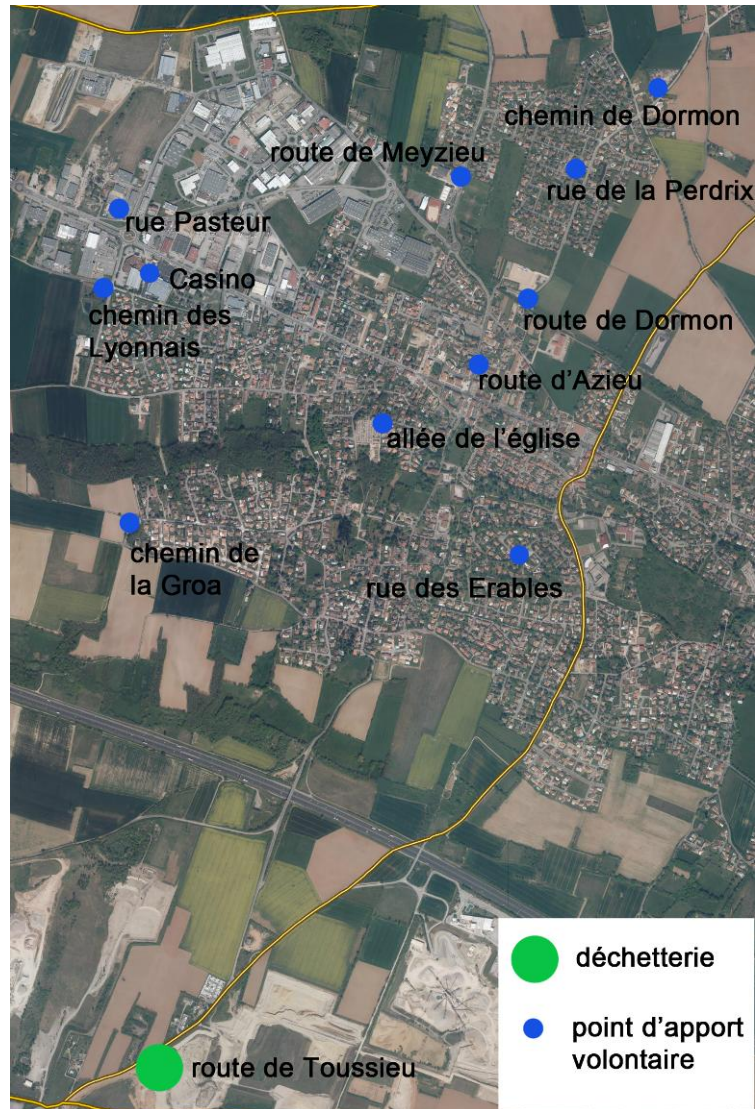 chemin de Dormon
route de Meyzieu
rue de la Perdrix
rue Pasteur
Casino
chemin des
Lyonnais
route de Dormon
route d'Azieu
allée de l'église
chemin de
la Groa
rue des Erables
déchetterie
point d'apport
volontaire
route de Toussieu